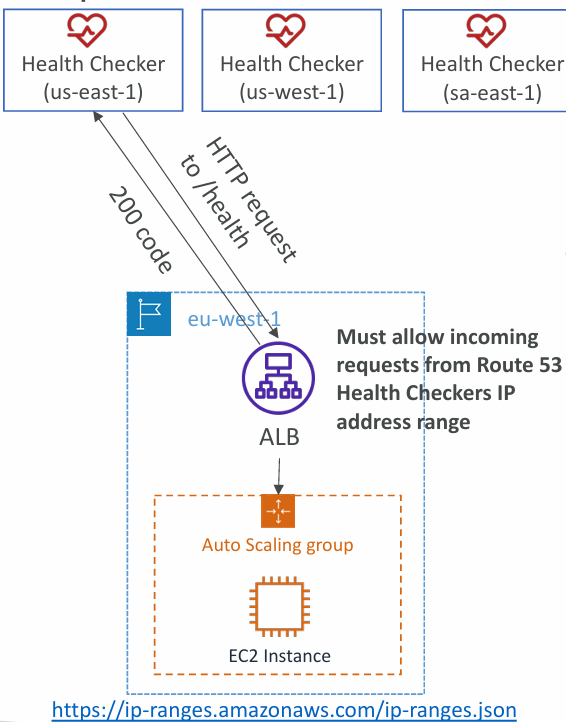 Health Checker
(us-east-1)
Health Checker
(us-west-1)
Health Checker
(sa-east-1)
HTTP request
to /health
200 code
eu-west-1
Must allow incoming
requests from Route 53
Health Checkers IP
address range
ALB
Auto Scaling group
EC2 Instance
https://ip-ranges.amazonaws.com/ip-ranges.json